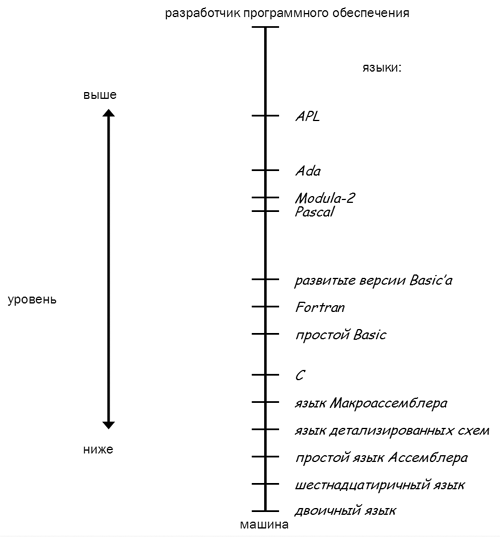 разработчик программного обеспечения
языки:
выше
APL
Ada
Modula-2
Pascal
развитые версии Basic'а
уровень
Fortran
простой Basic
C
язык Макроассемблера
язык детализированных схем
ниже
простой язык Ассемблера
шестнадцатиричный язык
двоичный язык
машина